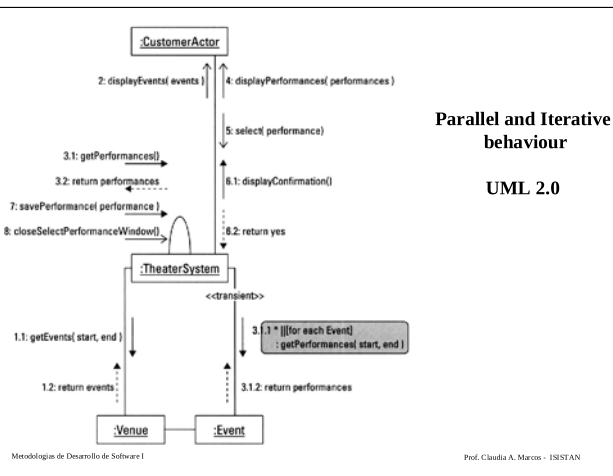 :CustomerActor
2: displayEvents( events )
4: displayPerformances( performances )
Parallel and Iterative
behaviour
UML 2.0
5: select( performance)
3.1: getPerformances()
3.2: return performances
6.1: displayConfirmation()
7: savePerformance( performance )
8: closeSelectPerformanceWindow()
6.2: return yes
:TheaterSystem
<<transient>>
1.1: getEvents( start, end )
3.1.1 * ||[for each Event]
: getPerformances( start, end )
1.2: return events
3.1.2: return performances
:Venue
:Event
Metodologias de Desarrollo de Software I
Prof. Claudia A. Marcos - ISISTAN